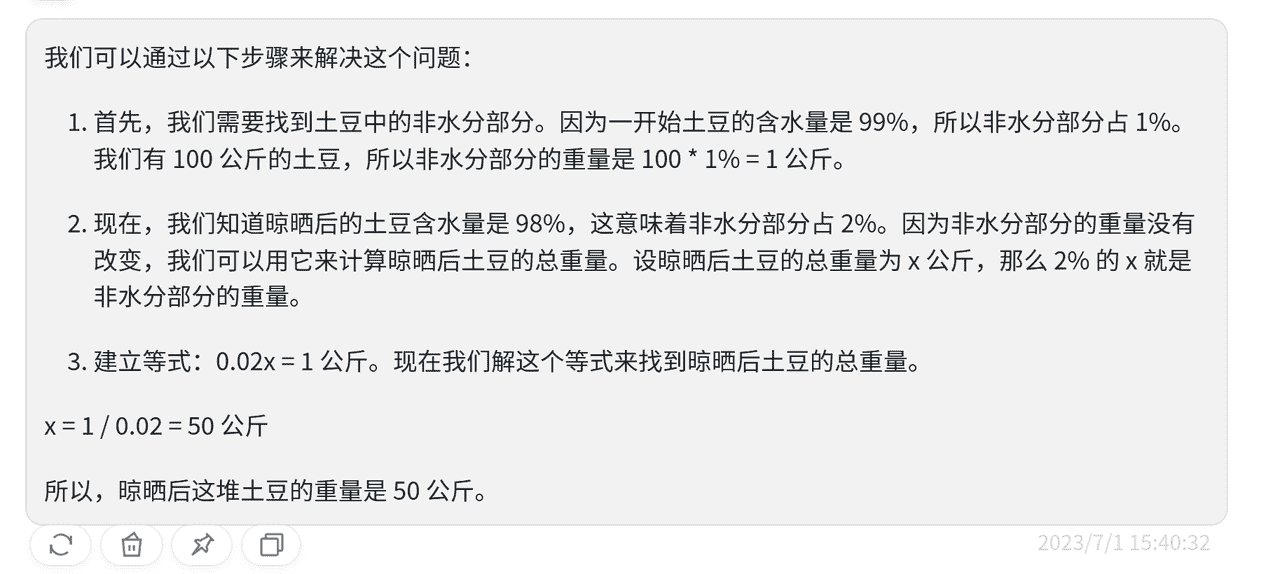 我们可以通过以下步骤来解决这个问题：
1. 首先，我们需要找到土豆中的非水分部分。因为一开始土豆的含水量是 99%，所以非水分部分占 1%。
我们有 100 公斤的土豆，所以非水分部分的重量是 100 * 1% = 1 公斤。
2. 现在，我们知道晾晒后的土豆含水量是 98%，这意味着非水分部分占 2%。因为非水分部分的重量没有
改变，我们可以用它来计算晾晒后土豆的总重量。设晾晒后土豆的总重量为 x 公斤，那么 2% 的 x 就是
非水分部分的重量。
3. 建立等式：0.02x = 1 公斤。现在我们解这个等式来找到晾晒后土豆的总重量。
x = 1 / 0.02 = 50 公斤
所以，晾晒后这堆土豆的重量是 50 公斤。
2023/7/1 15:40:32